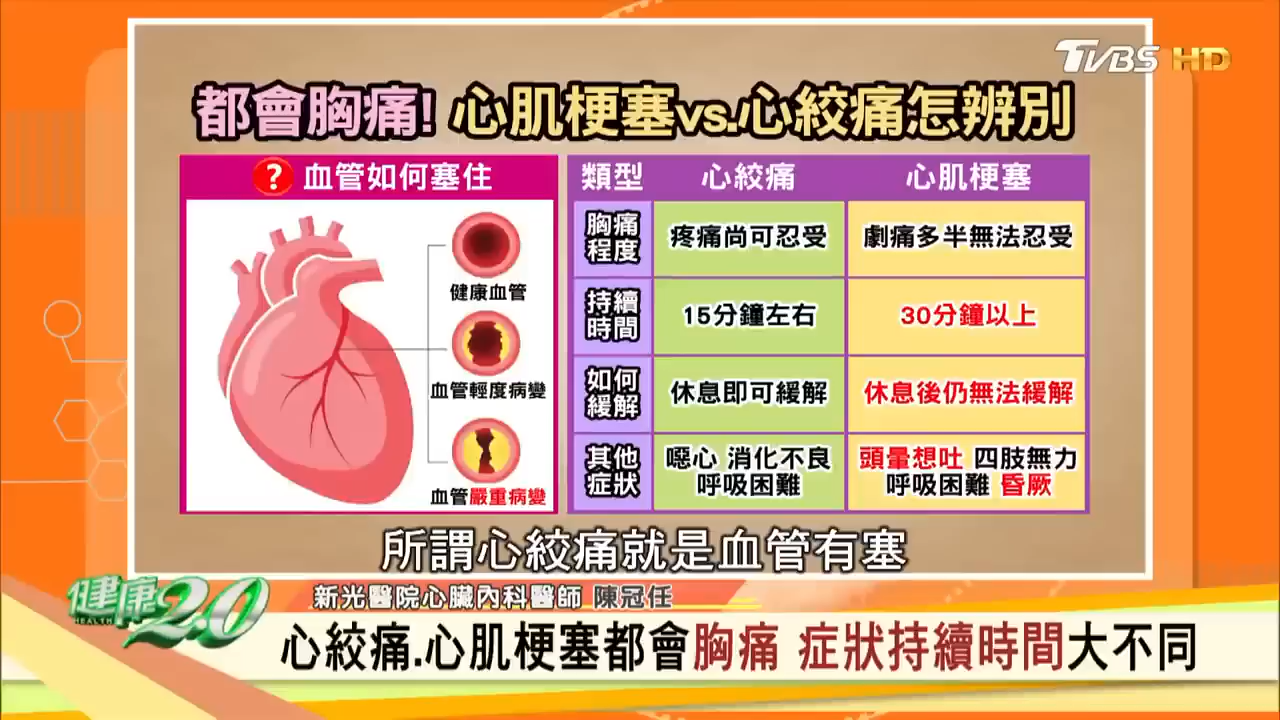 TVBS HD
都會胸痛! 心肌梗塞vs.心絞痛怎辨別
? 血管如何塞住
健康血管
血管輕度病變
血管嚴重病變
類型 心絞痛 心肌梗塞
胸痛程度 疼痛尚可忍受 劇痛多半無法忍受
持續時間 15分鐘左右 30分鐘以上
如何緩解 休息即可緩解 休息後仍無法緩解
其他症狀 噁心 消化不良 呼吸困難 頭暈想吐 四肢無力 呼吸困難 昏厥
所謂心絞痛就是血管有塞
健康2.0
HEALTH
新光醫院心臟內科醫師 陳冠任
心絞痛.心肌梗塞都會胸痛 症狀持續時間大不同